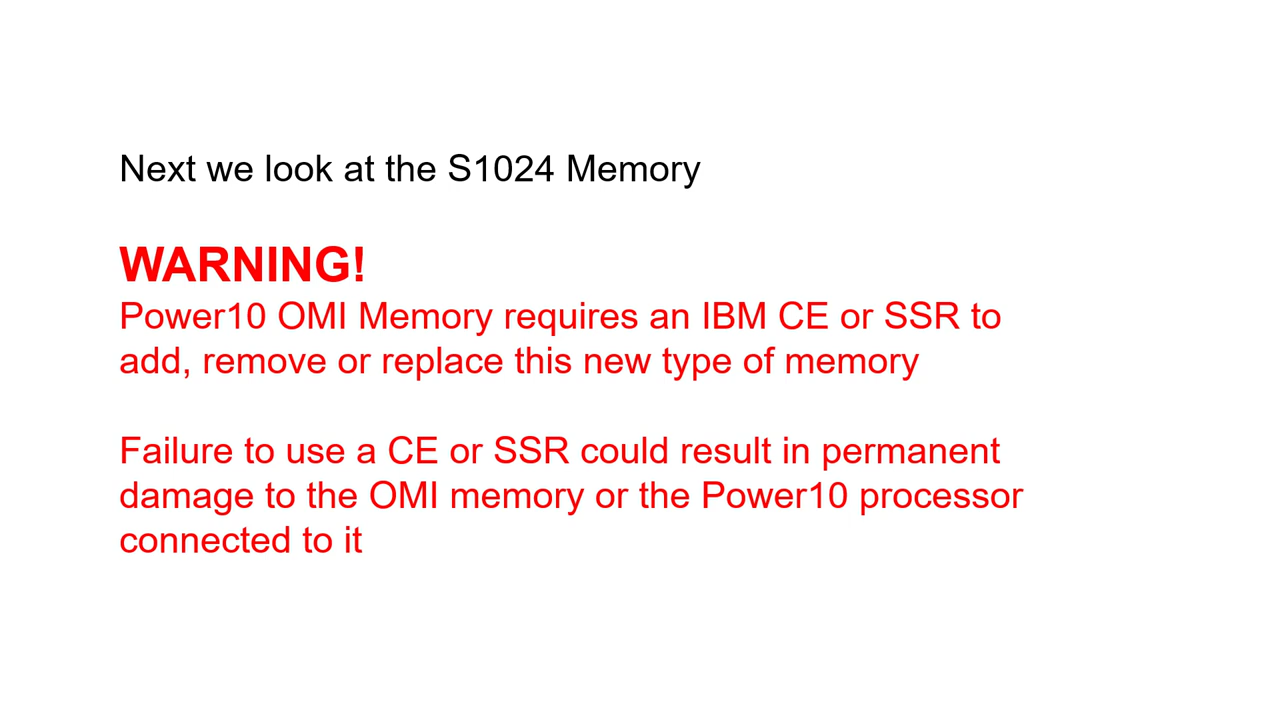 Next we look at the S1024 Memory
WARNING!
Power10 OMI Memory requires an IBM CE or SSR to
add, remove or replace this new type of memory
Failure to use a CE or SSR could result in permanent
damage to the OMI memory or the Power10 processor
connected to it